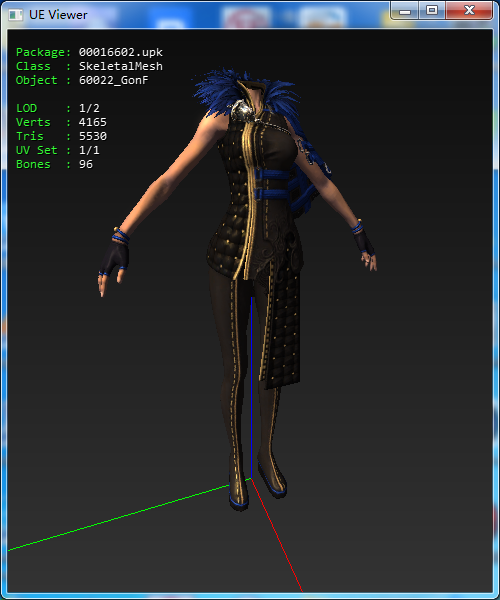 UE Viewer
Package: 00016602.upk
Class  : SkeletalMesh
Object : 60022_GonF
LOD    : 1/2
Verts  : 4165
Tris   : 5530
UV Set : 1/1
Bones  : 96